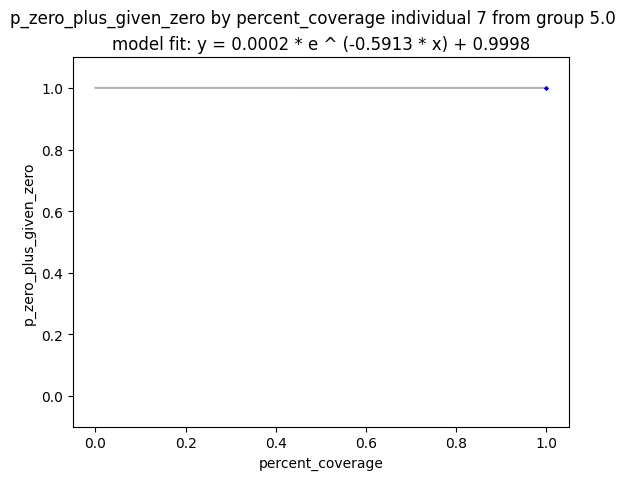 p_zero_plus_given_zero by percent_coverage individual 7 from group 5.0
model fit: y = 0.0002 * e ^ (-0.5913 * x) + 0.9998
1.0
0.8
0.6
0.4
0.2
0.0
p_zero_plus_given_zero
0.0 0.2 0.4 0.6 0.8 1.0
percent_coverage